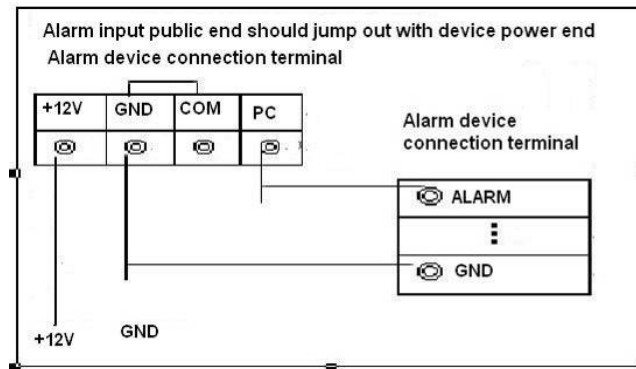 Alarm input public end should jump out with device power end
Alarm device connection terminal
+12V GND COM PC
Alarm device
connection terminal
ALARM
GND
+12V GND